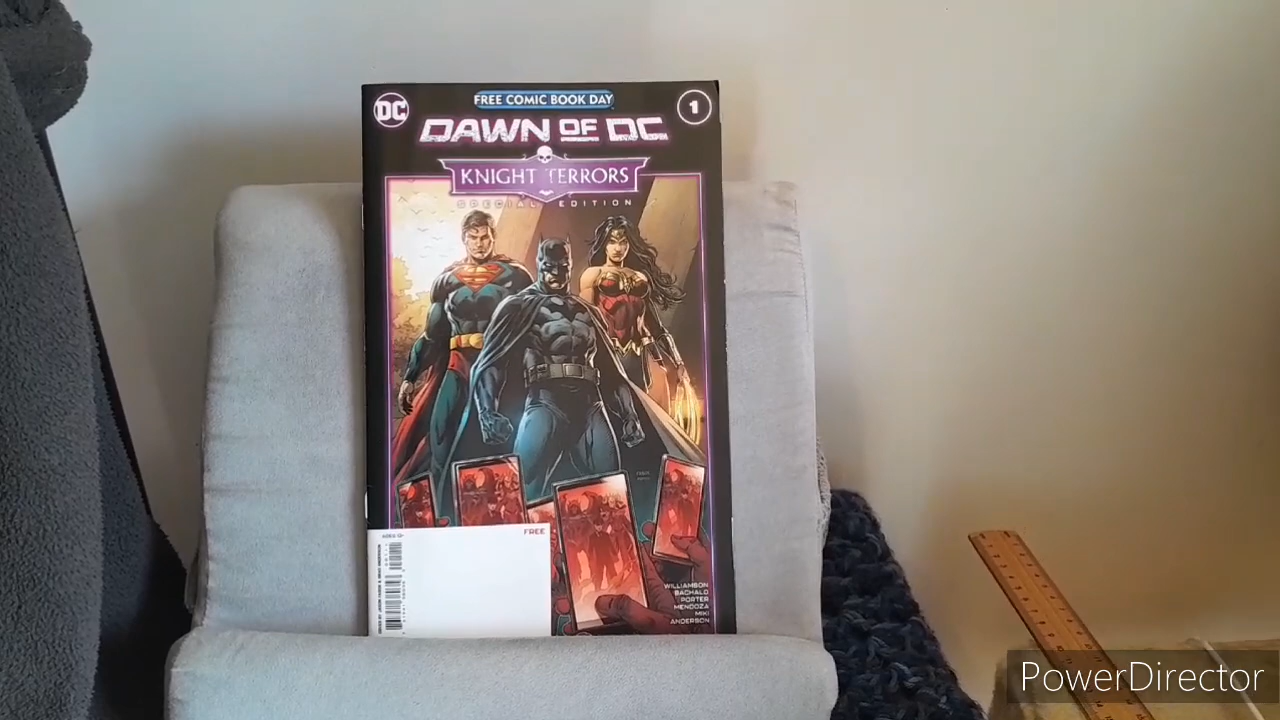 DC
FREE COMIC BOOK DAY
1
DAWN OF DC
KNIGHT TERRORS
SPECIAL EDITION
FREE
WILLIAMSON
BACHALO
PORTER
MENDOZA
MIKI
ANDERSON
PowerDirector